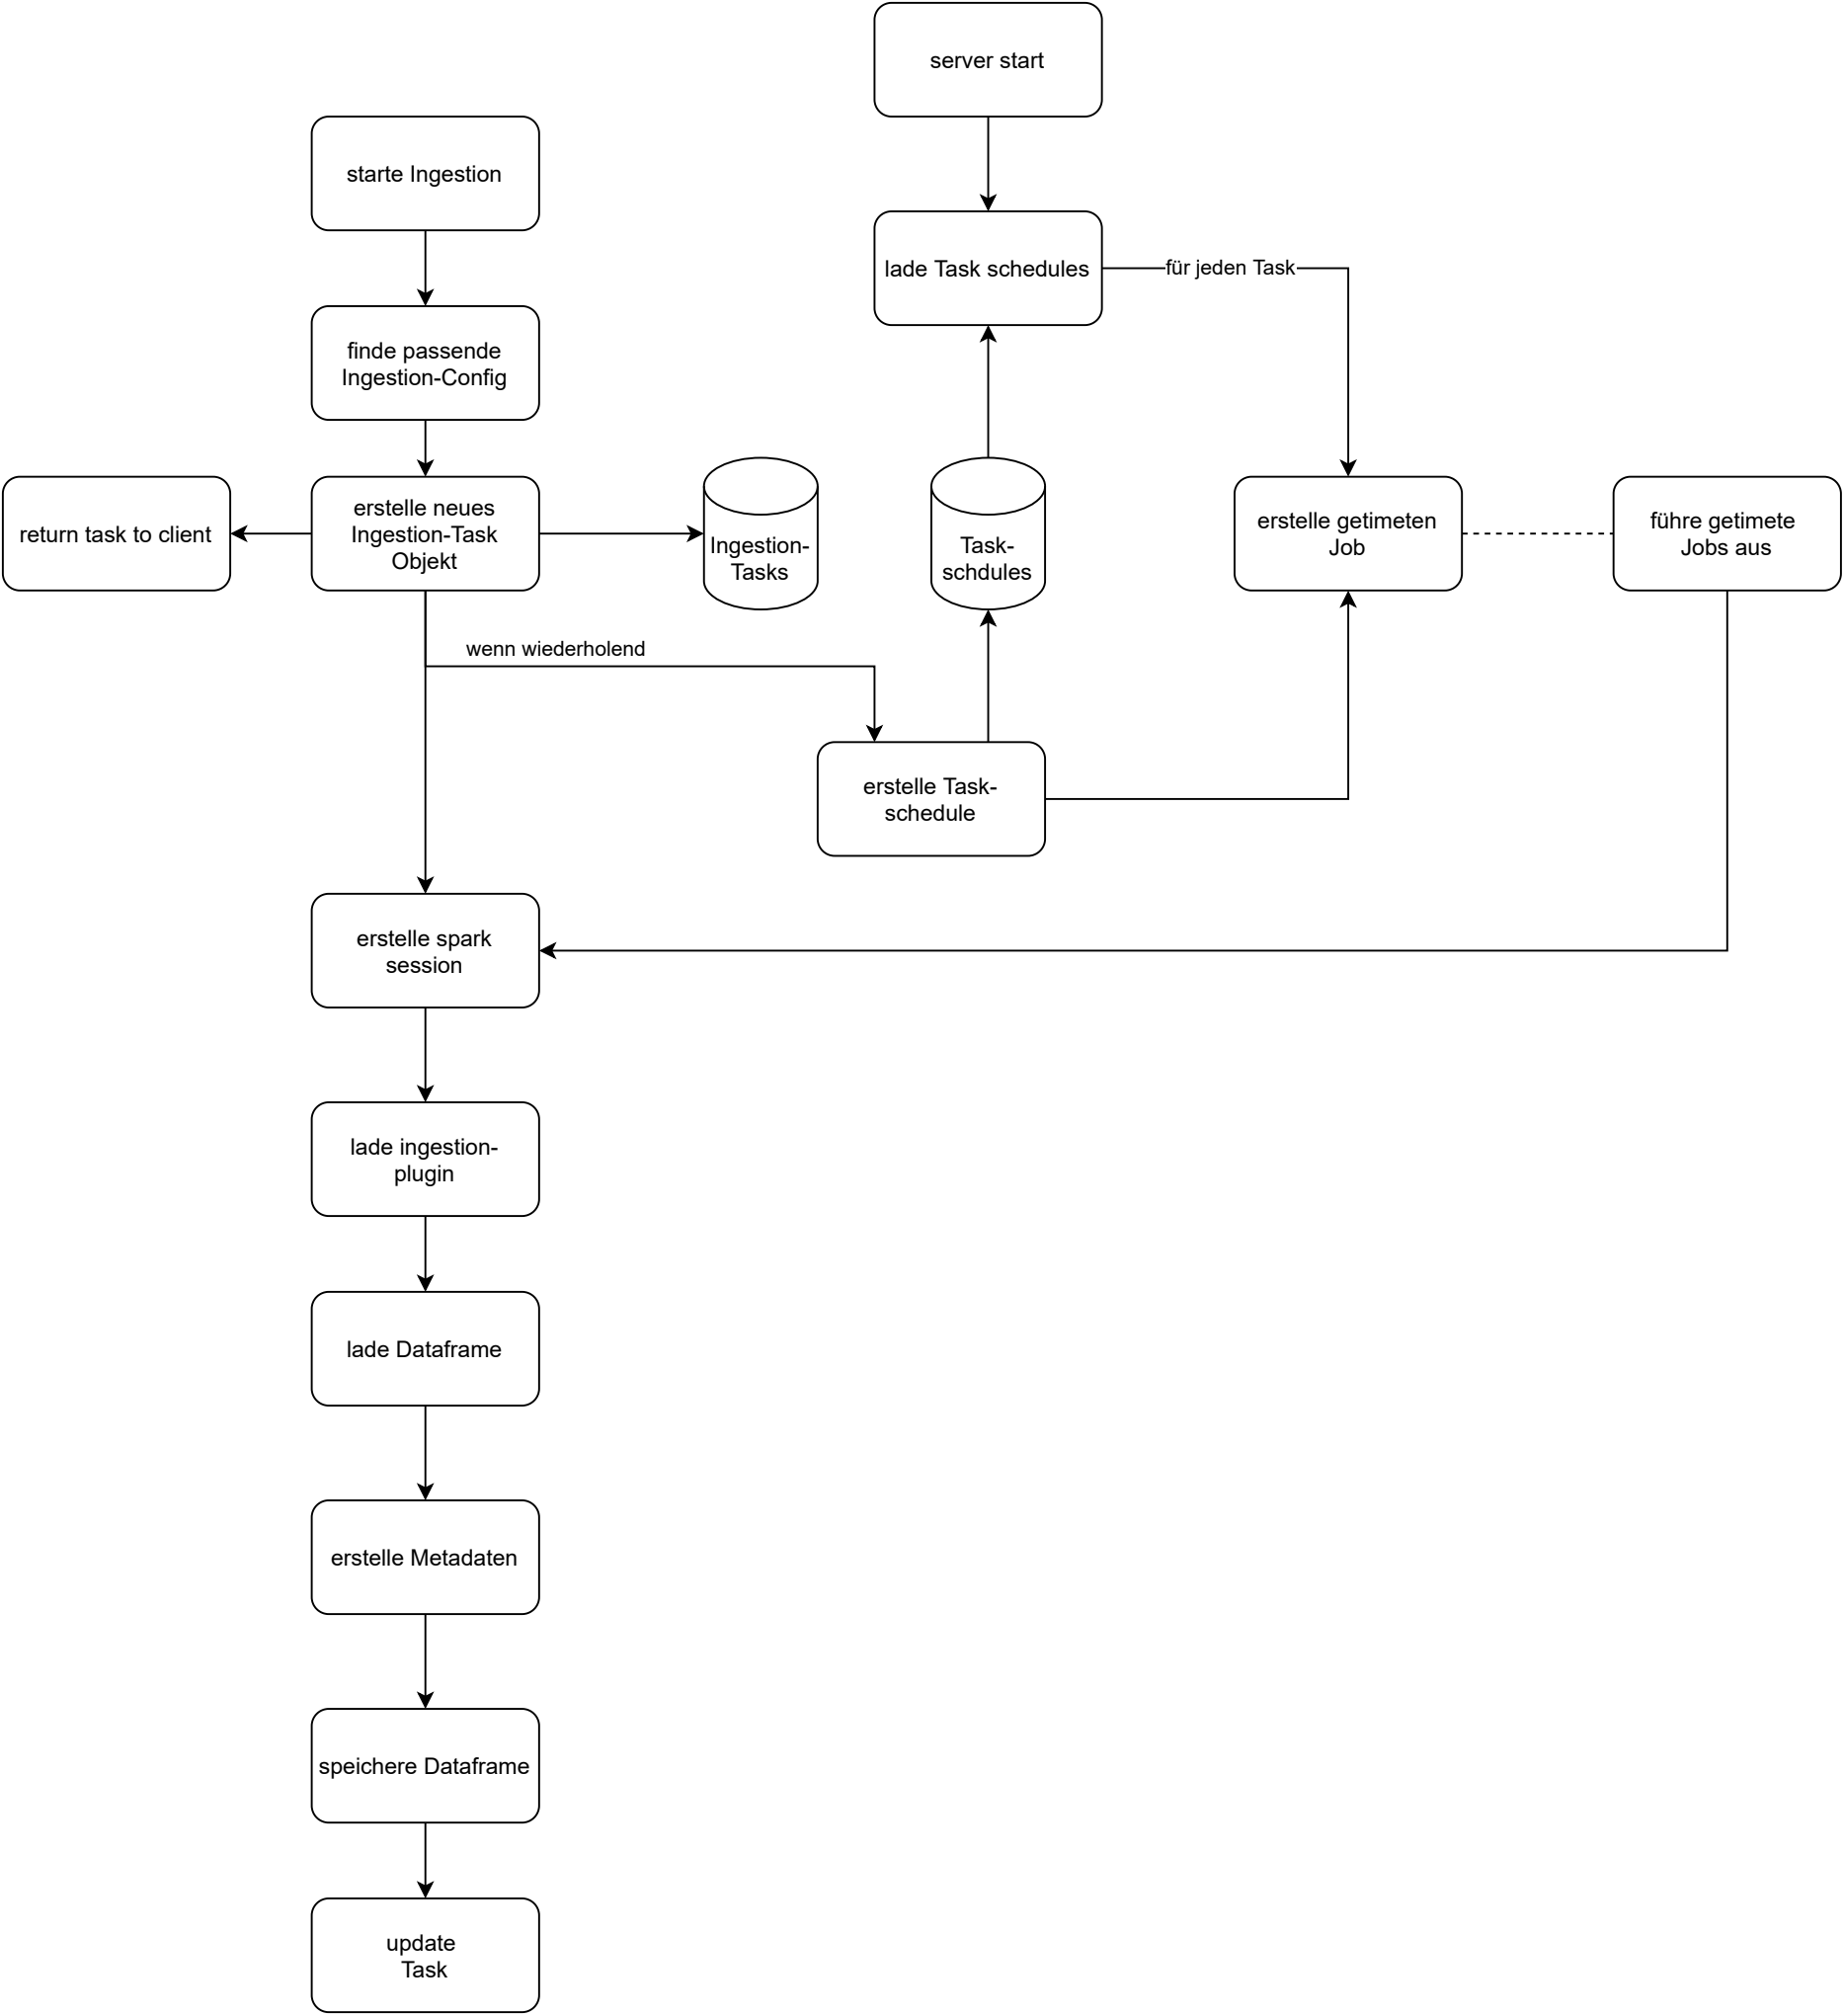 server start
starte Ingestion
lade Task schedules
für jeden Task
finde passende
Ingestion-Config
return task to client
erstelle neues
Ingestion-Task
Objekt
Ingestion-
Tasks
Task-
schdules
erstelle getimeten
Job
führe getimete
Jobs aus
wenn wiederholend
erstelle Task-
schedule
erstelle spark
session
lade ingestion-
plugin
lade Dataframe
erstelle Metadaten
speichere Dataframe
update
Task